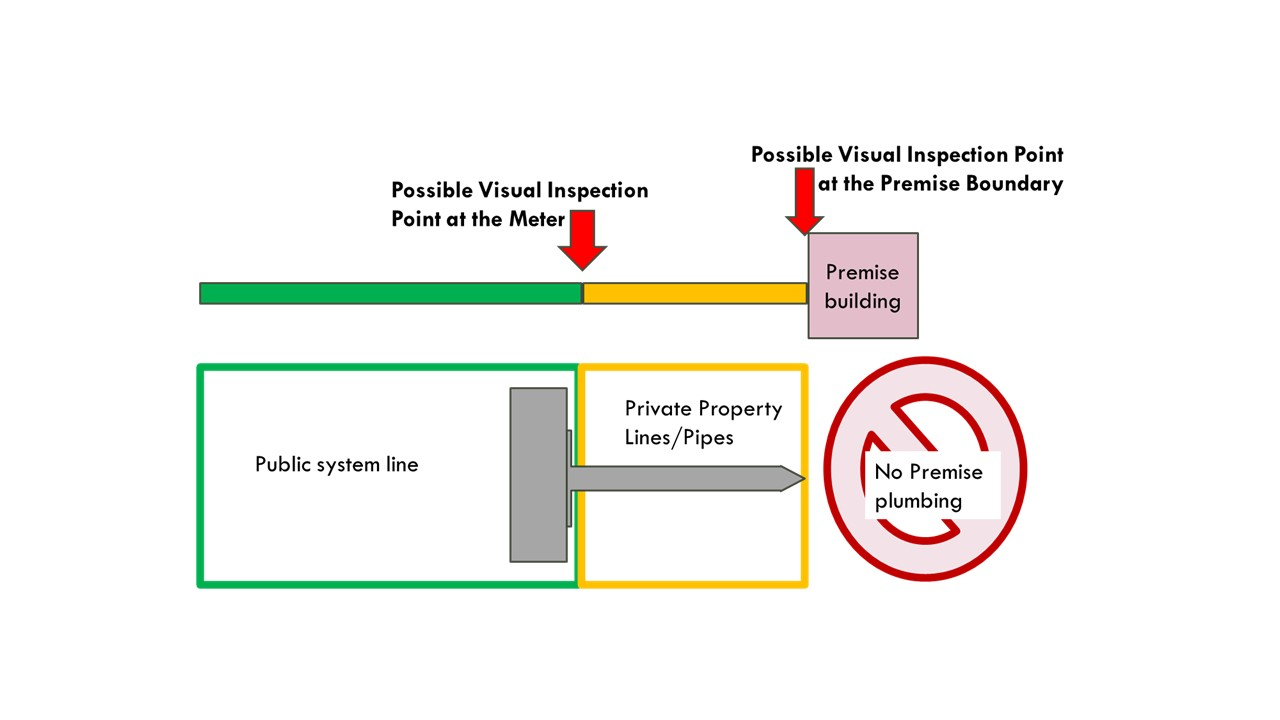 Possible Visual Inspection Point
at the Premise Boundary
Possible Visual Inspection
Point at the Meter
Premise
building
Private Property
Lines/Pipes
Public system line
No Premise
plumbing